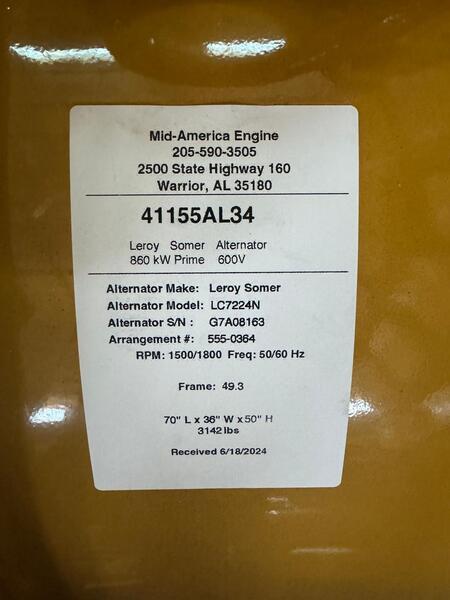 Mid-America Engine
205-590-3505
2500 State Highway 160
Warrior, AL 35180
41155AL34
Leroy Somer Alternator
860 kW Prime 600V
Alternator Make: Leroy Somer
Alternator Model: LC7224N
Alternator S/N : G7A08163
Arrangement #: 555-0364
RPM: 1500/1800 Freq: 50/60 Hz
Frame: 49.3
70" L x 36" W x 50" H
3142 lbs
Received 6/18/2024